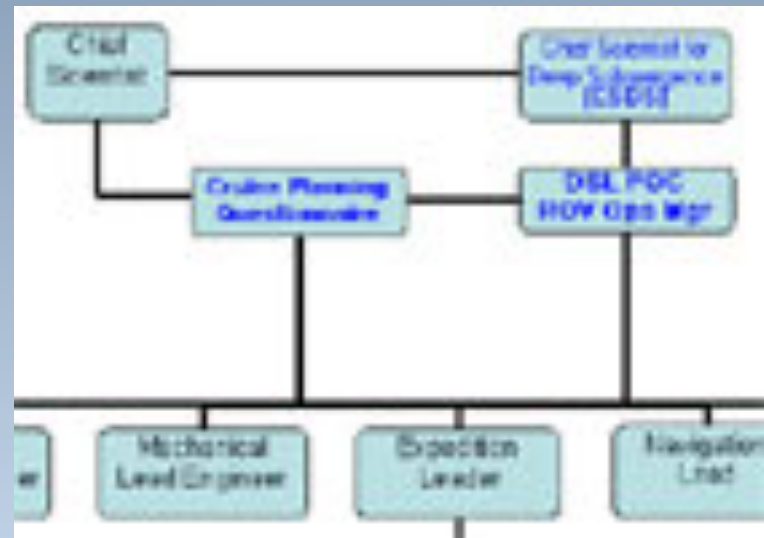 Chief
Scientist
Chief Scientist for
Deep Submergence
(CSDS)
Cruise Planning
Questionnaire
DSL POC
ROV Ops Mgr
er
Mechanical
Lead Engineer
Expedition
Leader
Navigation
Lead